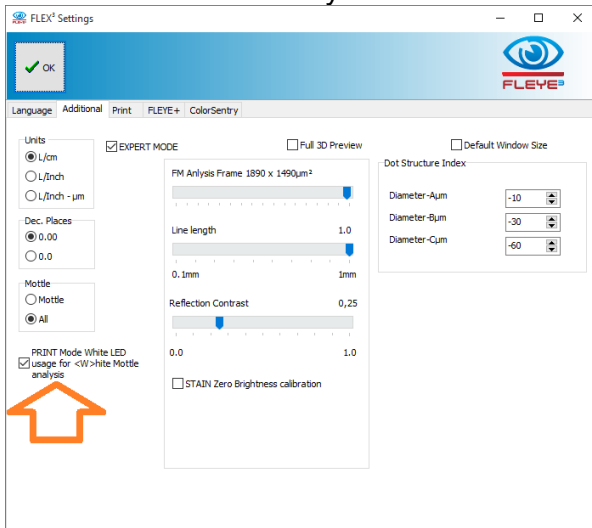 FLEX³ Settings
OK
FLEYE³
Language Additional Print FLEYE+ ColorSentry
Units
L/cm
L/Inch
L/Inch - µm
Dec. Places
0.00
0.0
Mottle
Mottle
All
PRINT Mode White LED
usage for <W>hite Mottle
analysis
EXPERT MODE
Full 3D Preview
Default Window Size
FM Anlysis Frame 1890 x 1490µm²
Line length 1.0
0.1mm 1mm
Reflection Contrast 0,25
0.0 1.0
STAIN Zero Brightness calibration
Dot Structure Index
Diameter-Aµm -10
Diameter-Bµm -30
Diameter-Cµm -60